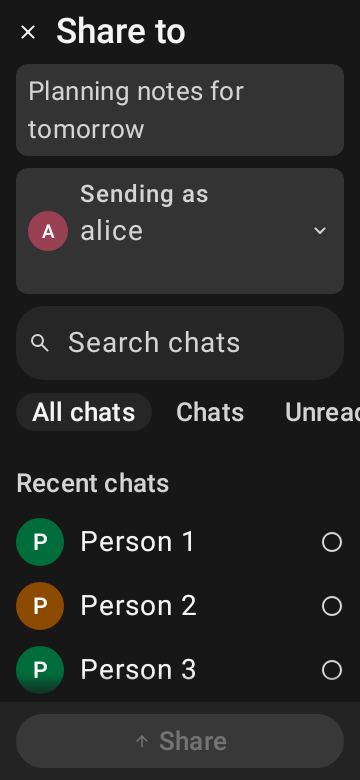 Share to
Planning notes for
tomorrow
Sending as
A
alice
Search chats
All chats Chats Unrea
Recent chats
P Person 1
P Person 2
P Person 3
Share